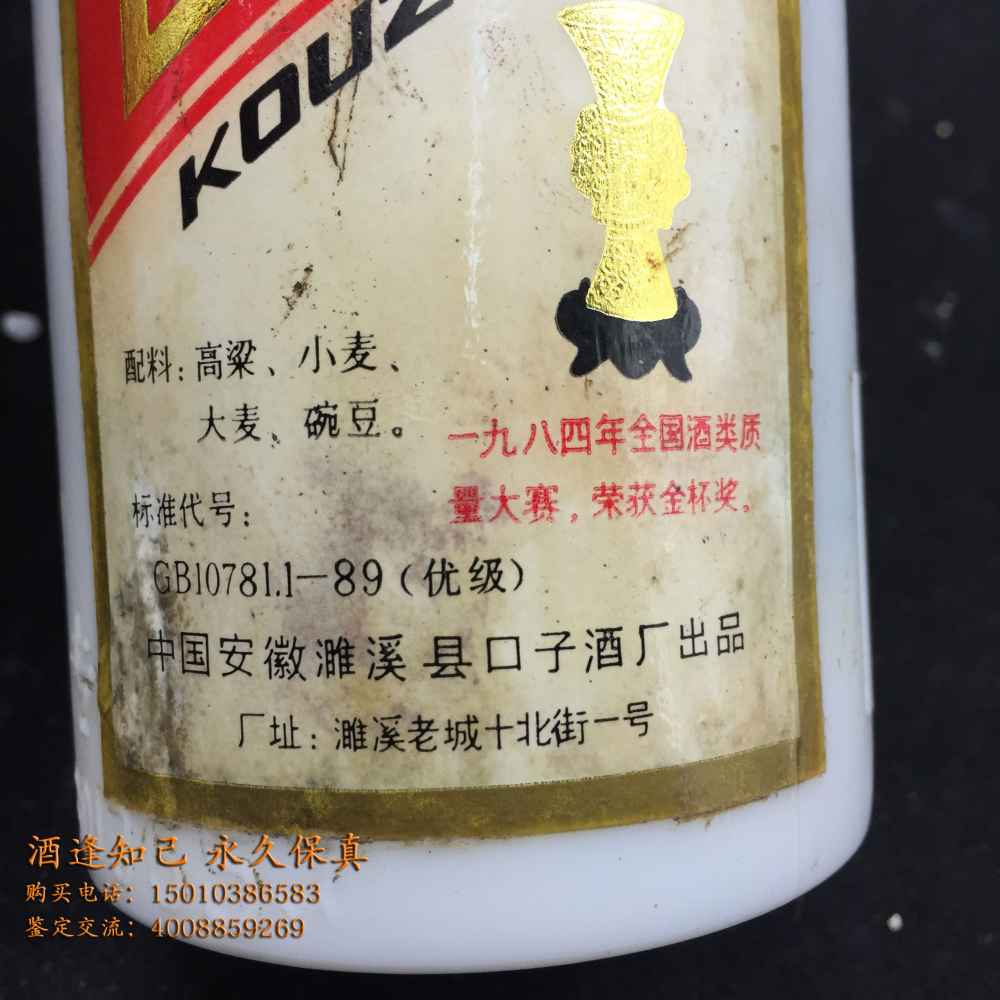 KOUZ
配料：高粱、小麦、
大麦、碗豆。
一九八四年全国酒类质
量大赛，荣获金杯奖。
标准代号：
GB10781.1—89（优级）
中国安徽濉溪县口子酒厂出品
厂址：濉溪老城十北街一号
酒逢知己 永久保真
购买电话：15010386583
鉴定交流：4008859269